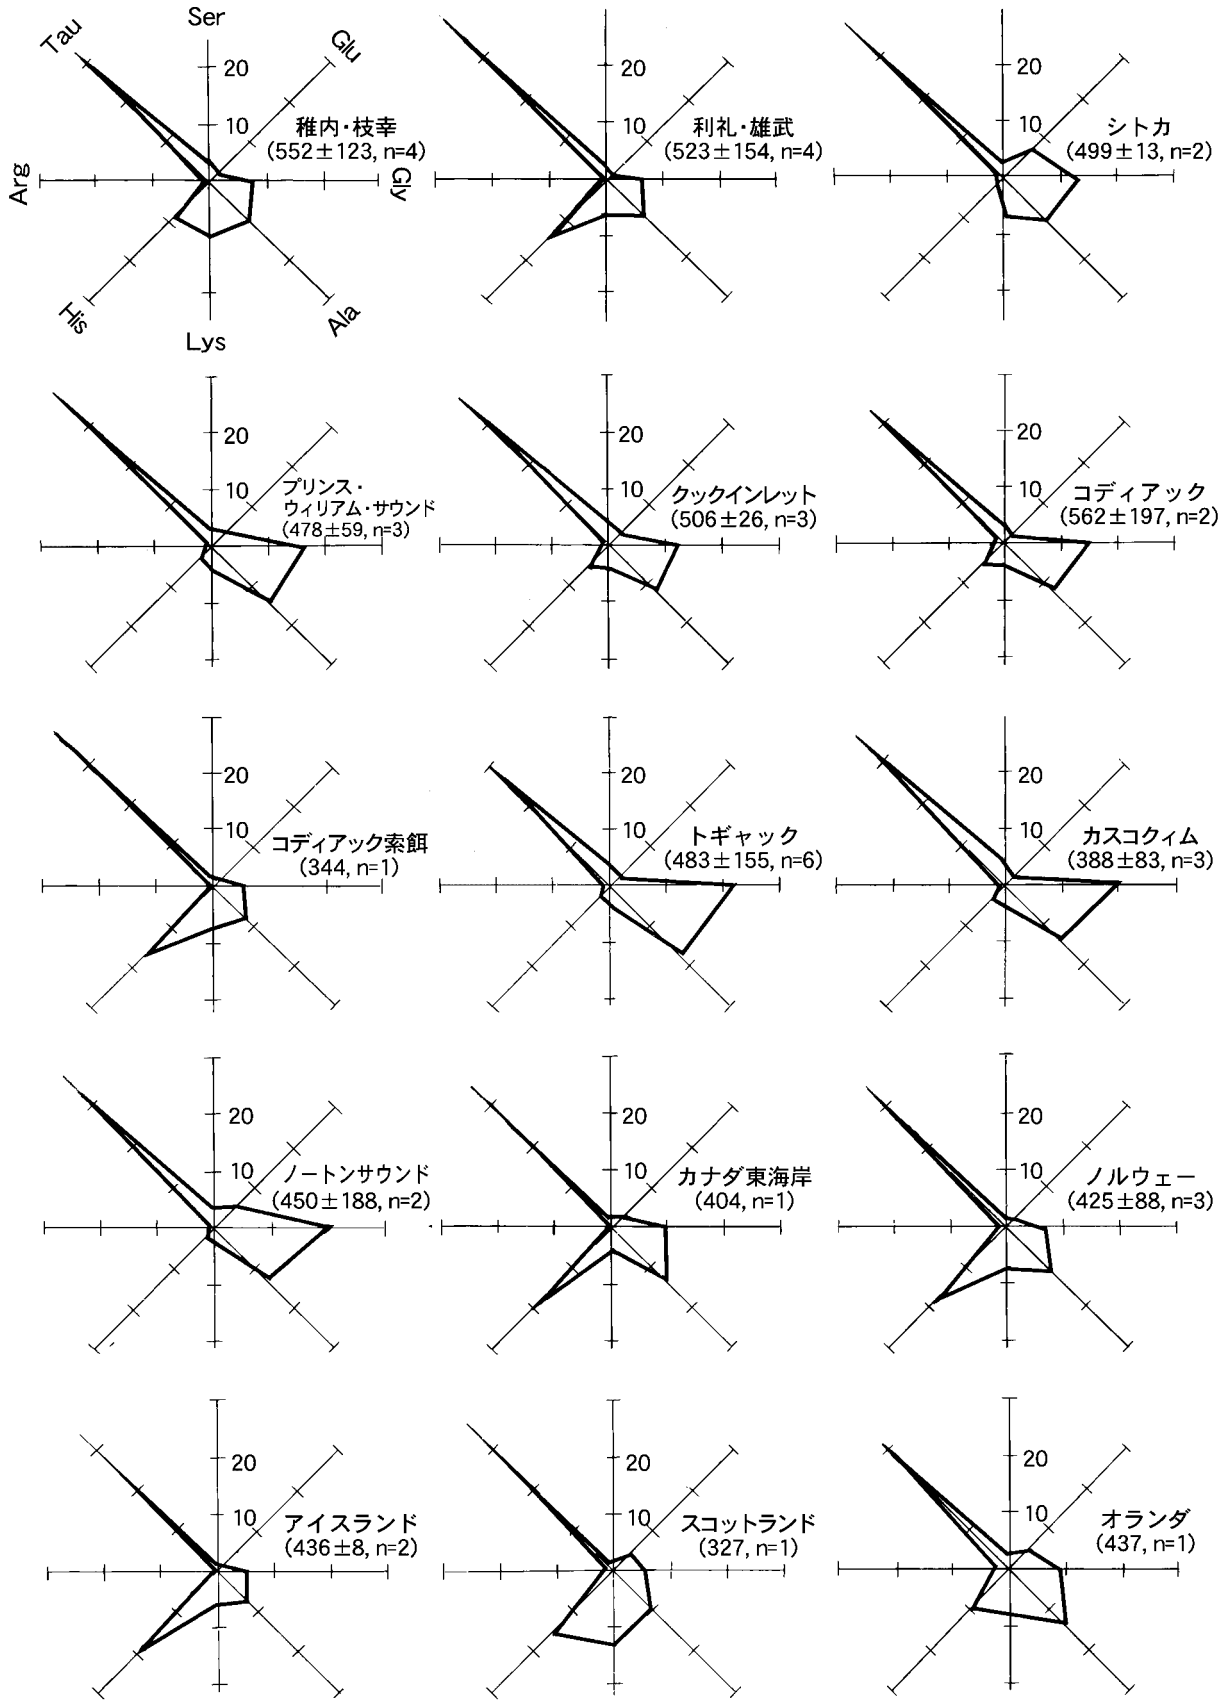 Ser
Tau
Glu
20
10
稚内・枝幸
(552±123, n=4)
Arg
Gly
His
Ala
Lys
20
10
利礼・雄武
(523±154, n=4)
20
10
シトカ
(499±13, n=2)
20
10
プリンス・
ウィリアム・サウンド
(478±59, n=3)
20
10
クックインレット
(506±26, n=3)
20
10
コディアック
(562±197, n=2)
20
10
コディアック索餌
(344, n=1)
20
10
トギャック
(483±155, n=6)
20
10
カスコクィム
(388±83, n=3)
20
10
ノートンサウンド
(450±188, n=2)
20
10
カナダ東海岸
(404, n=1)
20
10
ノルウェー
(425±88, n=3)
20
10
アイスランド
(436±8, n=2)
20
10
スコットランド
(327, n=1)
20
10
オランダ
(437, n=1)